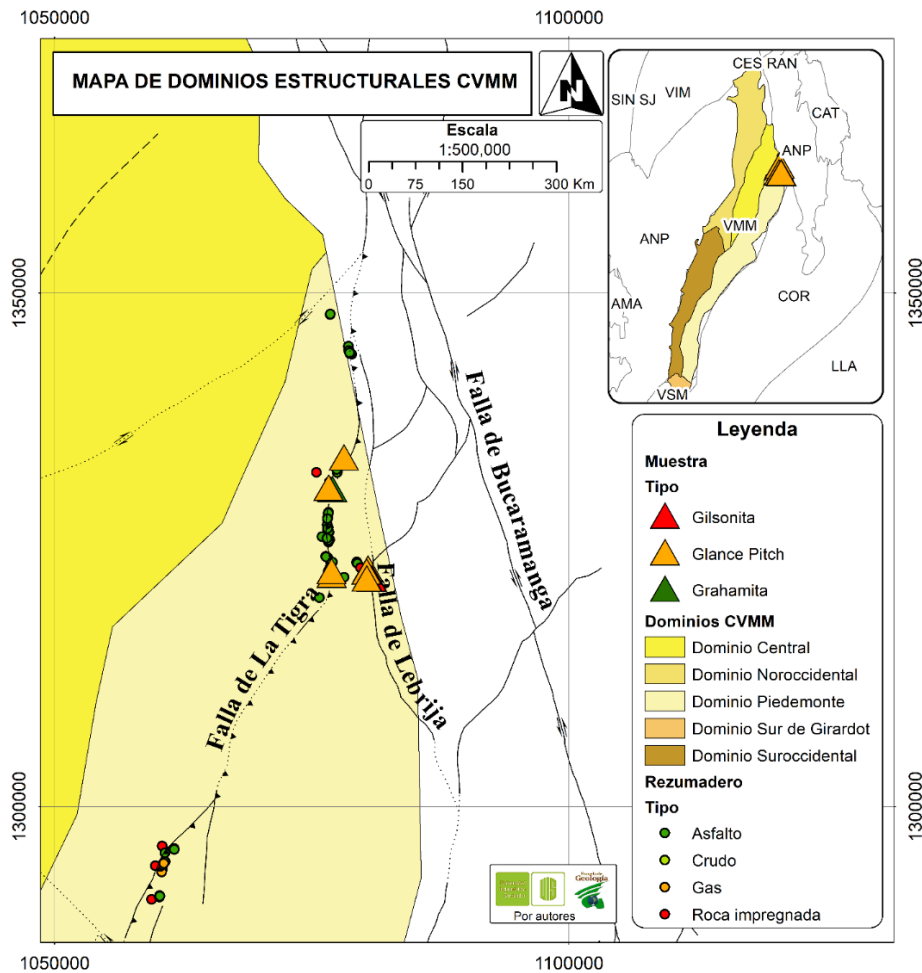 1050000
1100000
MAPA DE DOMINIOS ESTRUCTURALES CVMM
N
Escala
1:500,000
0 75 150 300 Km
CES RAN
SIN SJ
VIM
CAT
ANP
ANP
VMM
COR
AMA
LLA
VSM
1350000
1350000
Falla de Bucaramanga
Falla de La Tigra
Falla de Lebrija
Leyenda
Muestra
Tipo
Gilsonita
Glance Pitch
Grahamita
Dominios CVMM
Dominio Central
Dominio Noroccidental
Dominio Piedemonte
Dominio Sur de Girardot
Dominio Suroccidental
Rezumadero
Tipo
Asfalto
Crudo
Gas
Roca impregnada
1300000
1300000
Geología
Por autores
1050000
1100000